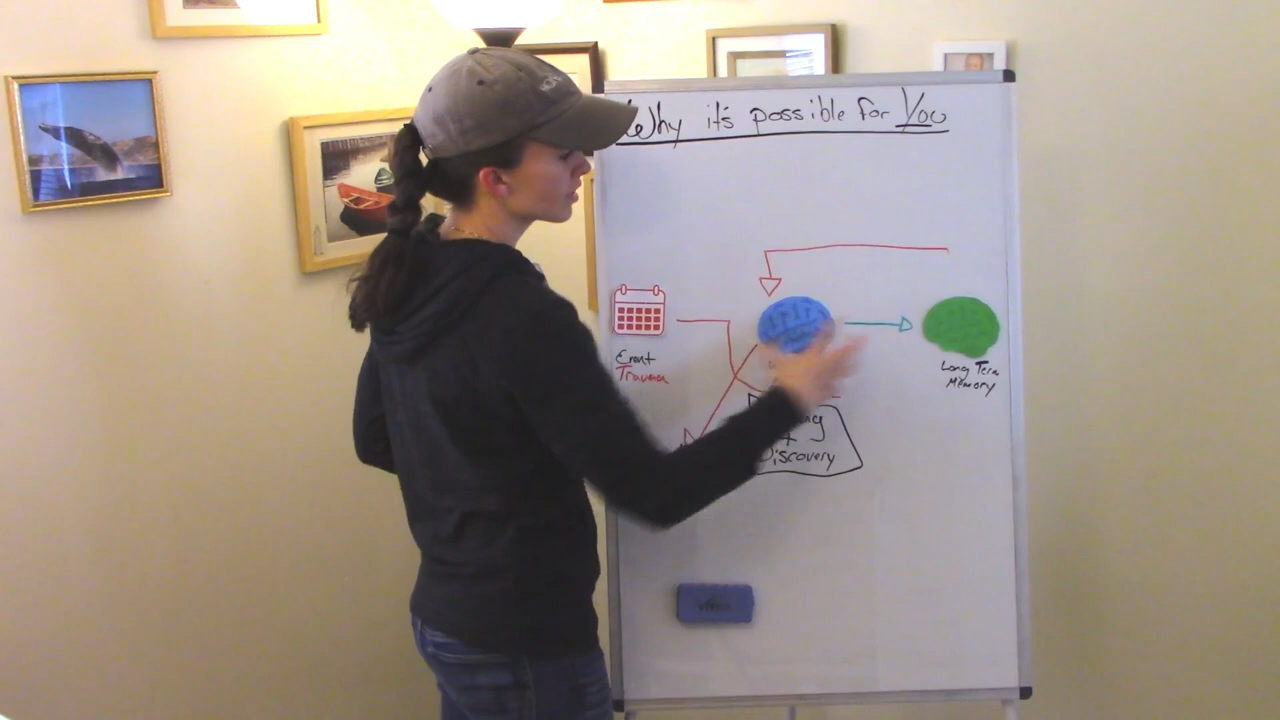 Why it's possible for You
Event
Trauma
Long Term
Memory
+
Discovery